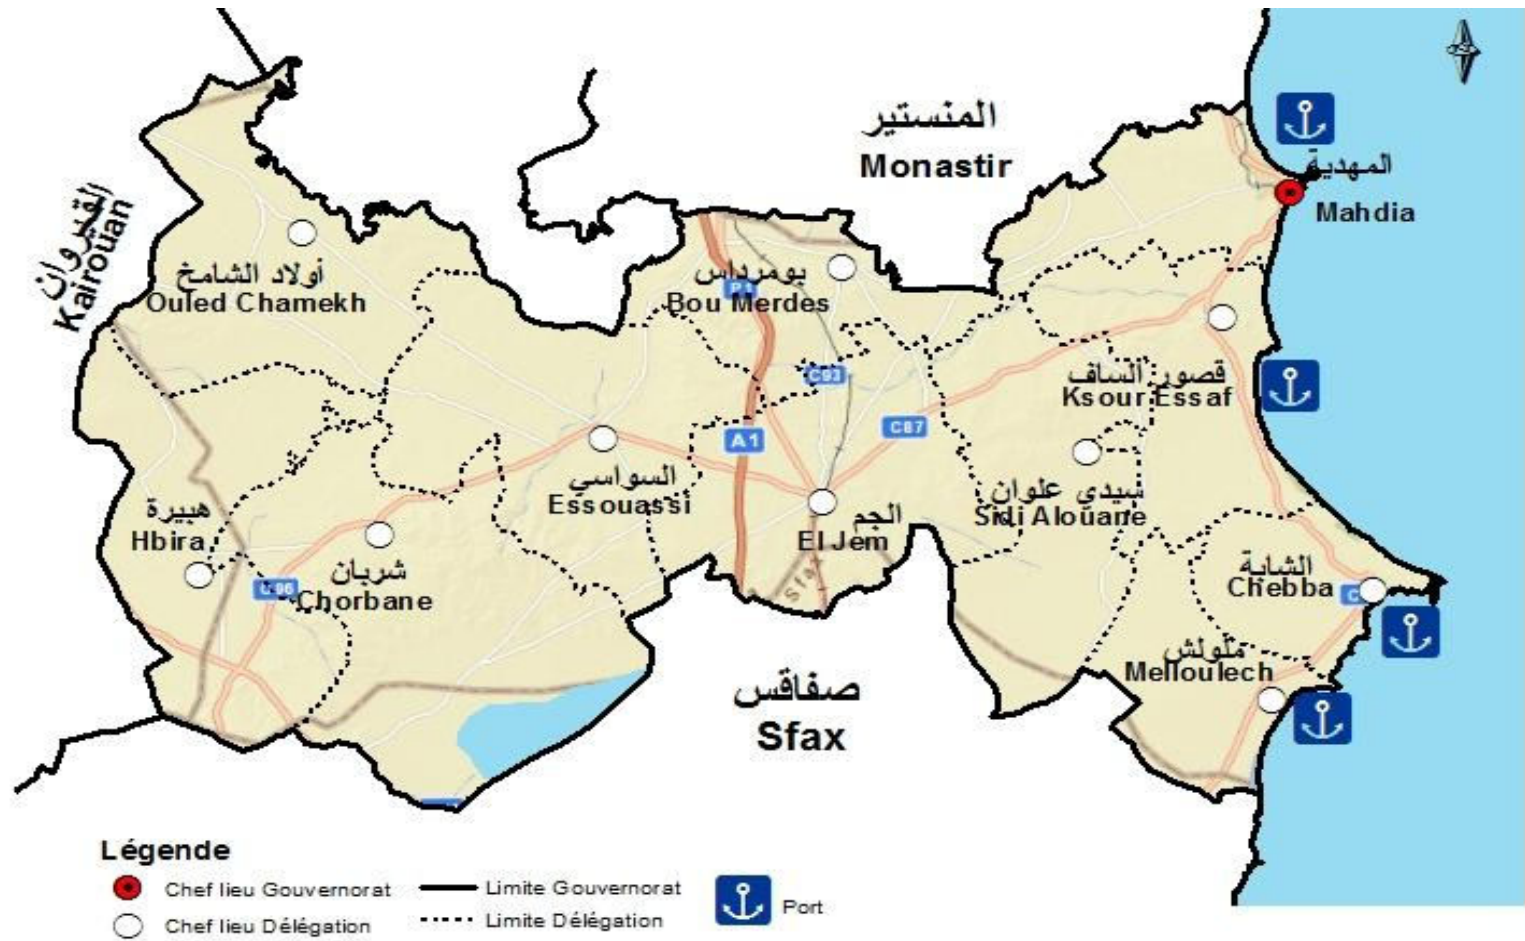 المنستير
Monastir
المهدية
Mahdia
القيروان
Kairouan
أولاد الشامخ
Ouled Chamekh
بومرداس
P1
Bou Merdes
قصور الساف
Ksour Essaf
C93
C87
A1
السواسي
Essouassi
هبيرة
Hbira
سيدي علوان
Sidi Alouane
الجم
El Jem
شربان
C96
Chorbane
Sfax
الشابة
Chebba
ملولش
Melloulech
صفاقس
Sfax
Légende
Chef lieu Gouvernorat
Limite Gouvernorat
Port
Chef lieu Délégation
Limite Délégation